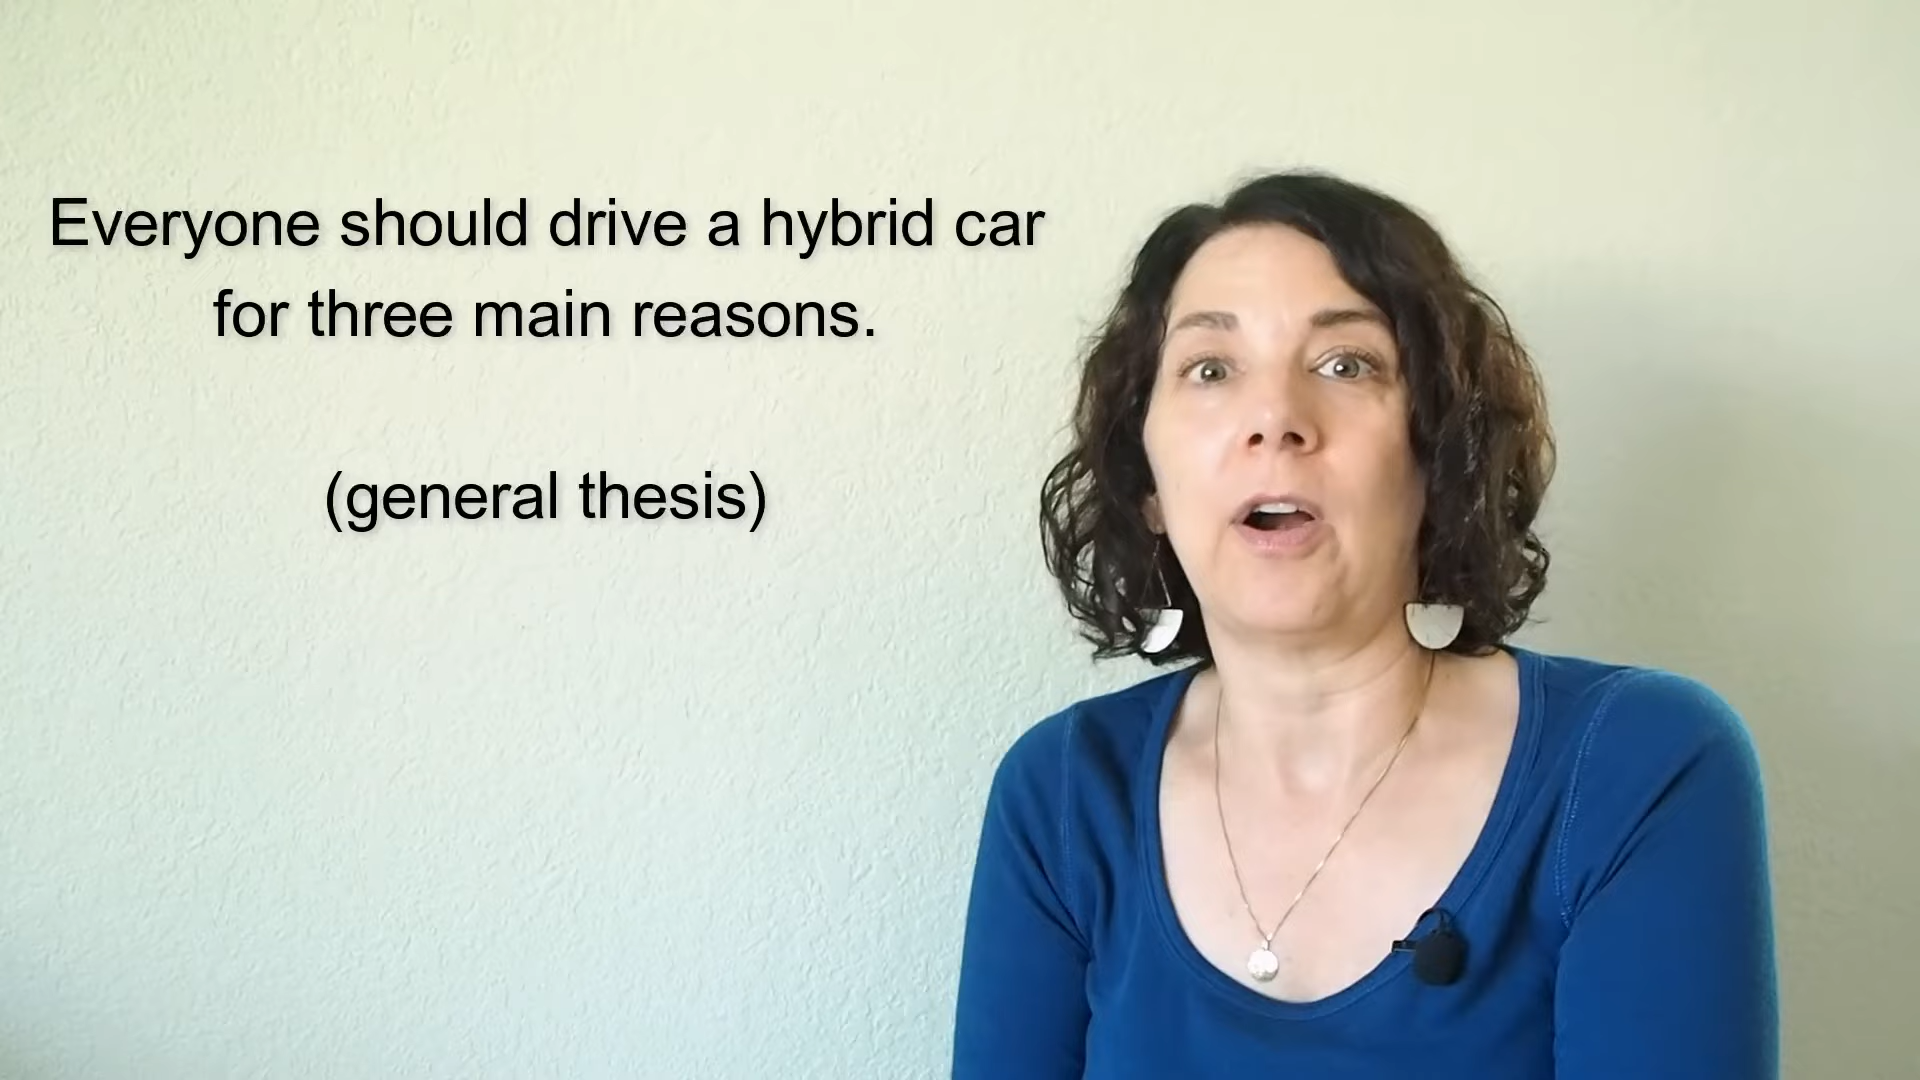 Everyone should drive a hybrid car
for three main reasons.
(general thesis)